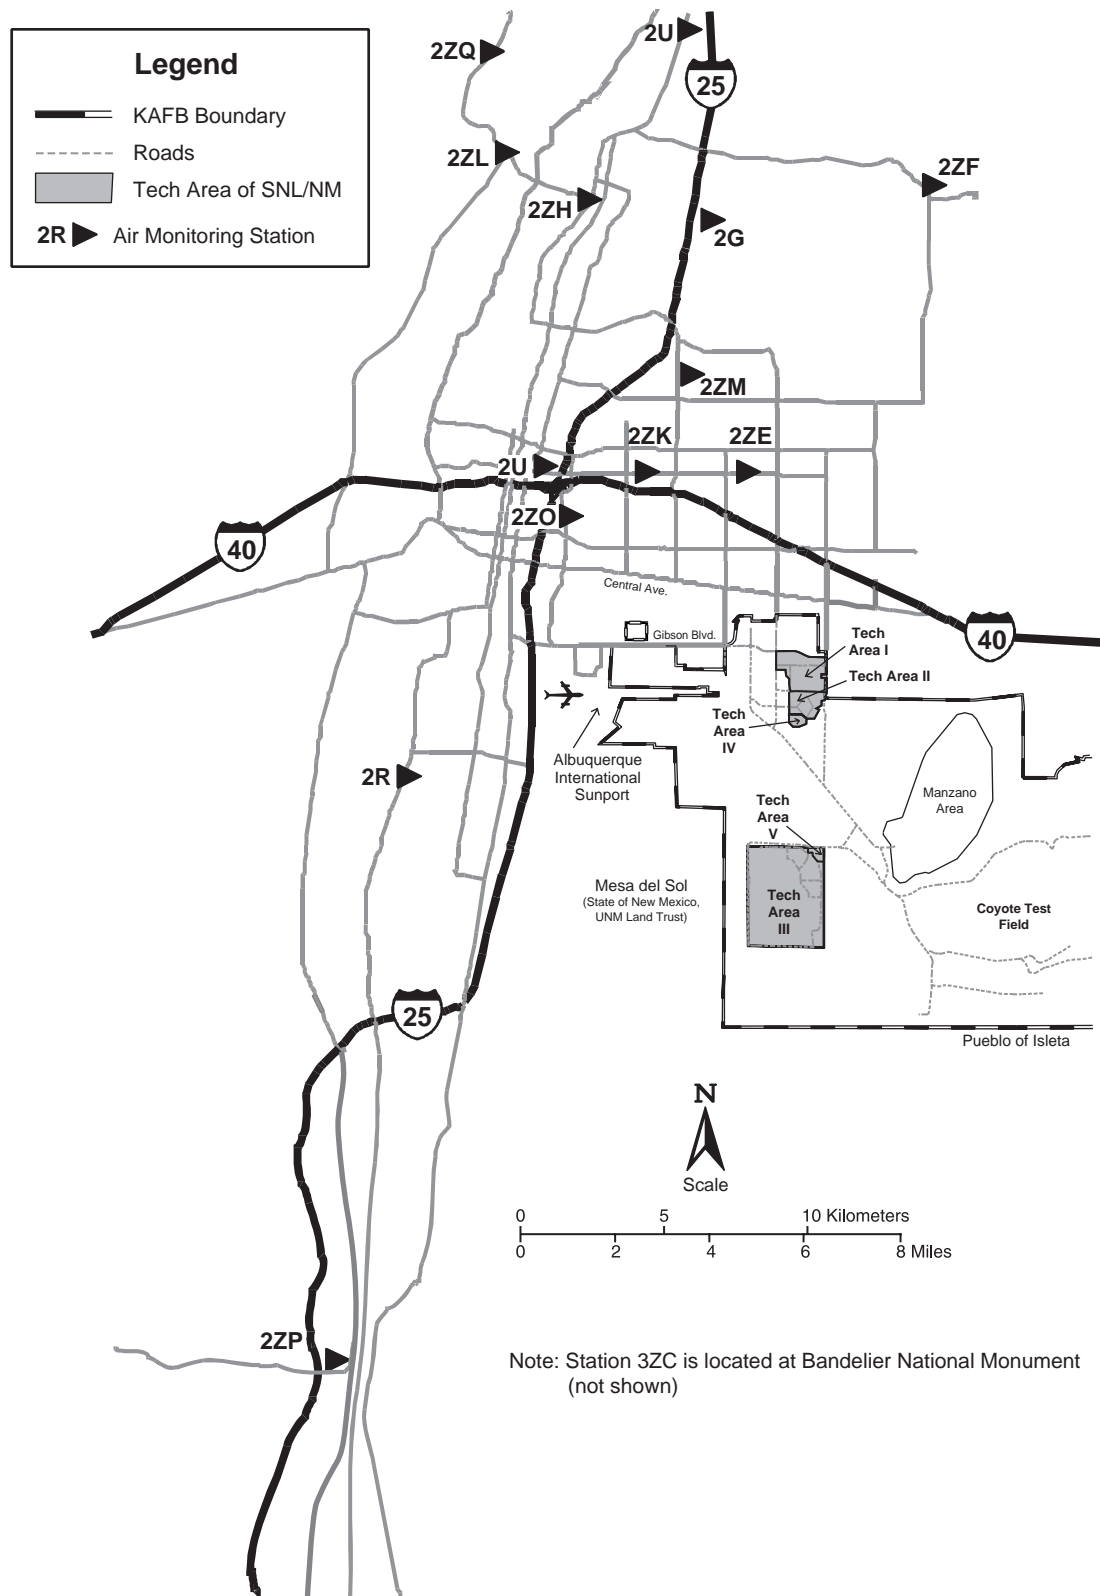 2ZQ
2U
25
Legend
KAFB Boundary
Roads
Tech Area of SNL/NM
2R Air Monitoring Station
2ZL
2ZF
2ZH
2G
2ZM
2ZK
2ZE
2U
2ZO
40
Central Ave.
Gibson Blvd.
40
Tech
Area I
Tech Area II
Tech
Area
IV
Albuquerque
International
Sunport
2R
Manzano
Area
Tech
Area
V
Mesa del Sol
(State of New Mexico,
UNM Land Trust)
Tech
Area
III
Coyote Test
Field
25
Pueblo of Isleta
N
Scale
0 5 10 Kilometers
0 2 4 6 8 Miles
2ZP
Note: Station 3ZC is located at Bandelier National Monument
(not shown)